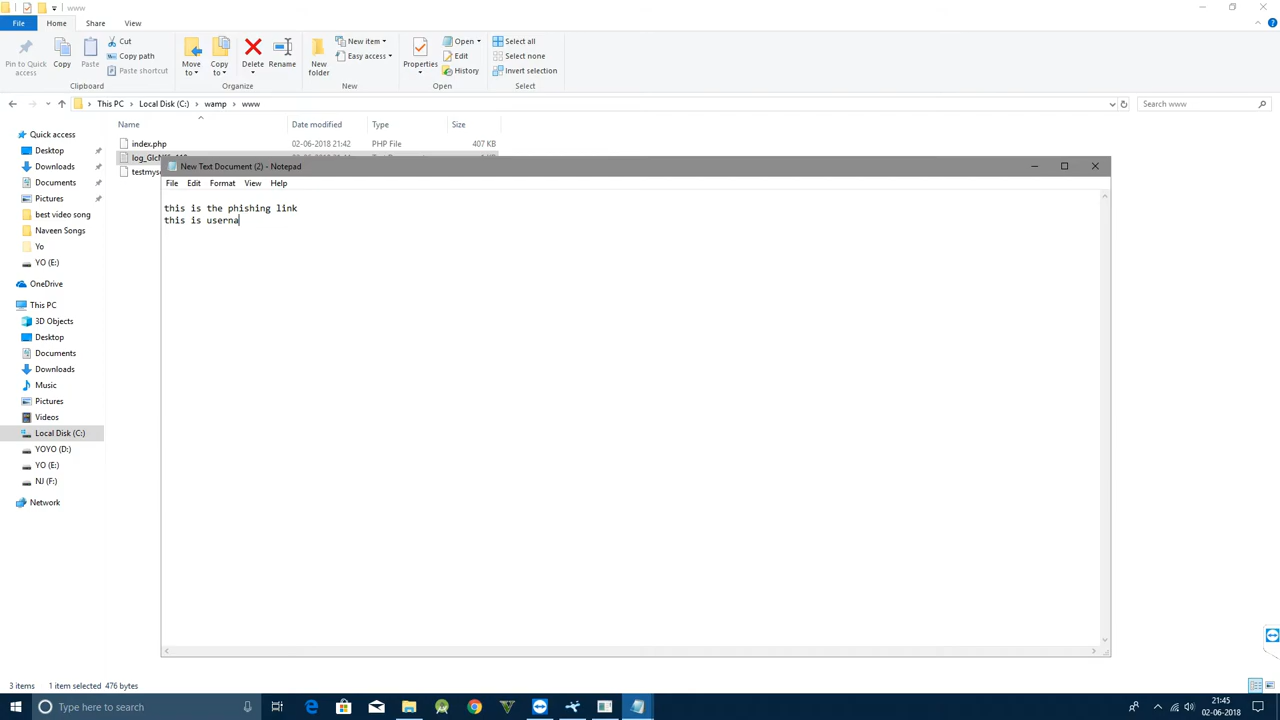 www
File
Home
Share
View
Pin to Quick access
Copy
Paste
Cut
Copy path
Paste shortcut
Clipboard
Move to
Copy to
Delete
Rename
Organize
New folder
New item
Easy access
New
Properties
Open
Edit
History
Open
Select all
Select none
Invert selection
Select
This PC
Local Disk (C:)
wamp
www
Search www
Name
Date modified
Type
Size
index.php
02-06-2018 21:42
PHP File
407 KB
Quick access
Desktop
Downloads
Documents
Pictures
best video song
Naveen Songs
Yo
YO (E:)
OneDrive
This PC
3D Objects
Desktop
Documents
Downloads
Music
Pictures
Videos
Local Disk (C:)
YOYO (D:)
YO (E:)
NJ (F:)
Network
New Text Document (2) - Notepad
File
Edit
Format
View
Help
this is the phishing link
this is userna
3 items
1 item selected 476 bytes
Type here to search
21:45
02-06-2018